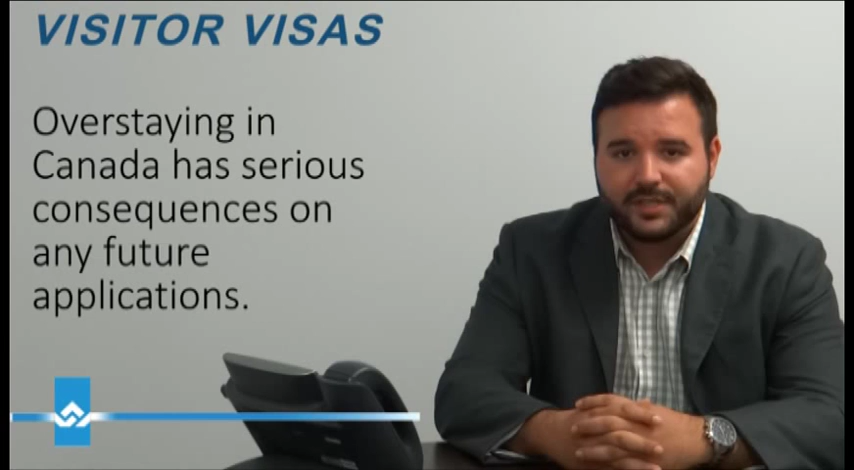 VISITOR VISAS
Overstaying in
Canada has serious
consequences on
any future
applications.